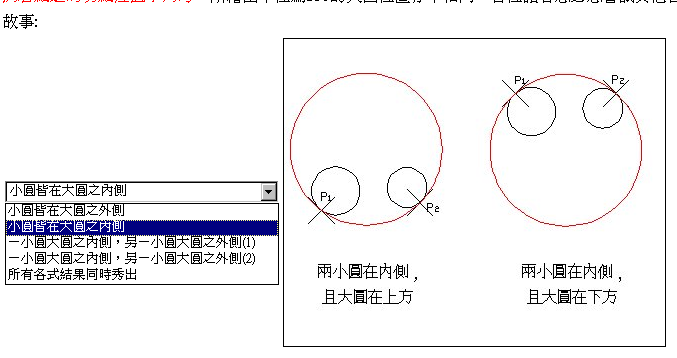 故事:
小圓皆在大圓之內側
小圓皆在大圓之外側
小圓皆在大圓之內側
一小圓大圓之內側，另一小圓大圓之外側(1)
一小圓大圓之內側，另一小圓大圓之外側(2)
所有各式結果同時秀出
P1
P2
P1
P2
兩小圓在內側，
且大圓在上方
兩小圓在內側，
且大圓在下方